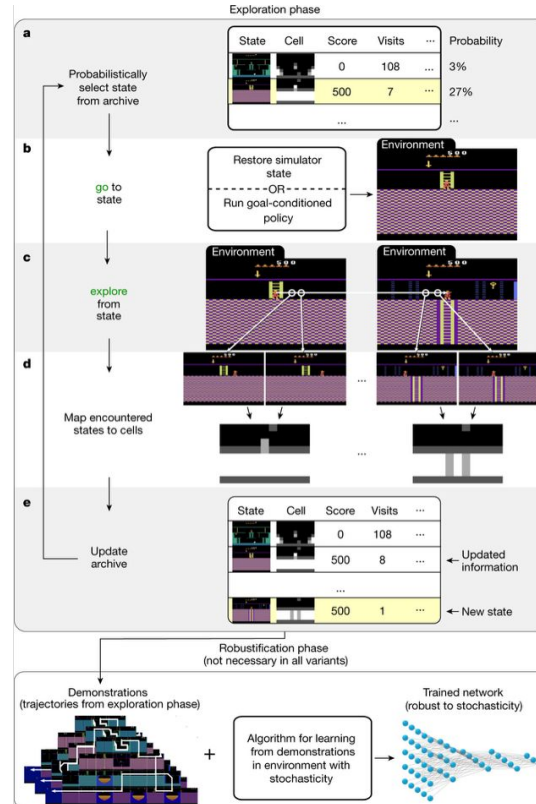 Exploration phase
a
State Cell Score Visits ... Probability
0 108 ... 3%
500 7 ... 27%
... ...
Probabilistically
select state
from archive
b
go to
state
Restore simulator
state
OR
Run goal-conditioned
policy
Environment
500
c
explore
from
state
Environment
500
Environment
500
d
Map encountered
states to cells
...
...
e
Update
archive
State Cell Score Visits ...
0 108 ...
500 8 ...
...
500 1 ...
Updated
information
New state
Robustification phase
(not necessary in all variants)
Demonstrations
(trajectories from exploration phase)
+
Algorithm for learning
from demonstrations
in environment with
stochasticity
Trained network
(robust to stochasticity)